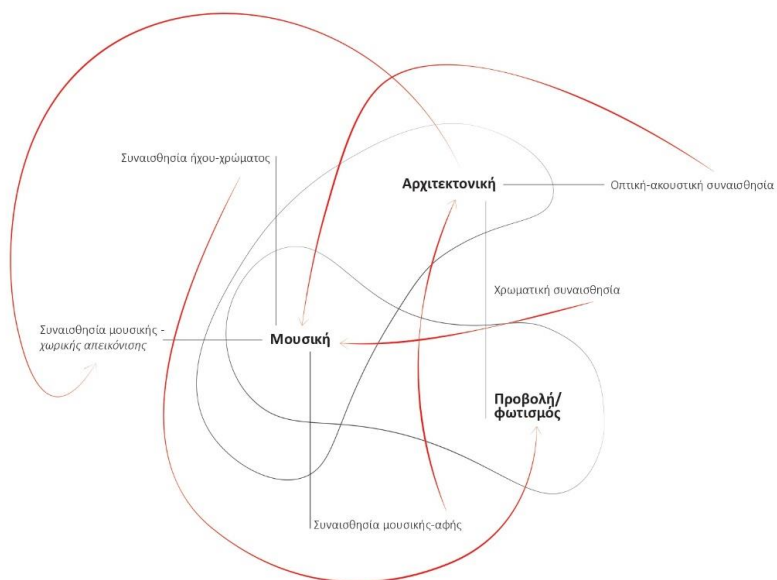 Συναισθησία ήχου-χρώματος
Αρχιτεκτονική
Οπτική-ακουστική συναισθησία
Χρωματική συναισθησία
Συναισθησία μουσικής -
χωρικής απεικόνισης
Μουσική
Προβολή/
φωτισμός
Συναισθησία μουσικής-αφής